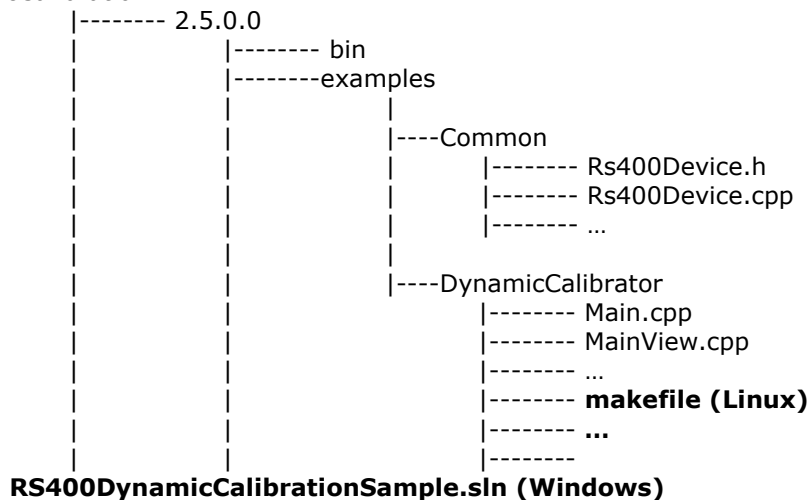 |-------- 2.5.0.0
| |-------- bin
| |--------examples
| | |
| | |----Common
| | | |-------- Rs400Device.h
| | | |-------- Rs400Device.cpp
| | | |-------- …
| | |
| | |----DynamicCalibrator
| | |-------- Main.cpp
| | |-------- MainView.cpp
| | |-------- …
| | |-------- makefile (Linux)
| | |-------- …
| | |--------
RS400DynamicCalibrationSample.sln (Windows)